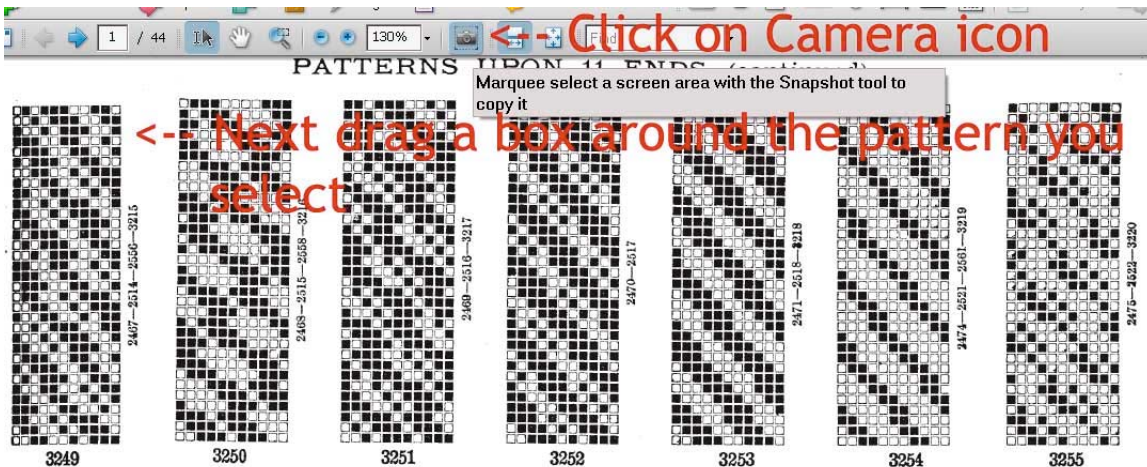 1 / 44 130% Find
<-- Click on Camera icon
PATTERNS UPON 11 ENDS (continued)
Marquee select a screen area with the Snapshot tool to
copy it
<-- Next drag a box around the pattern you
select
2467—2514—2556—3215
2468—2515—2558—3216
2469—2516—3217
2470—2517
2471—2518—3218
2474—2521—2561—3219
2475—2522—3220
3249 3250 3251 3252 3253 3254 3255